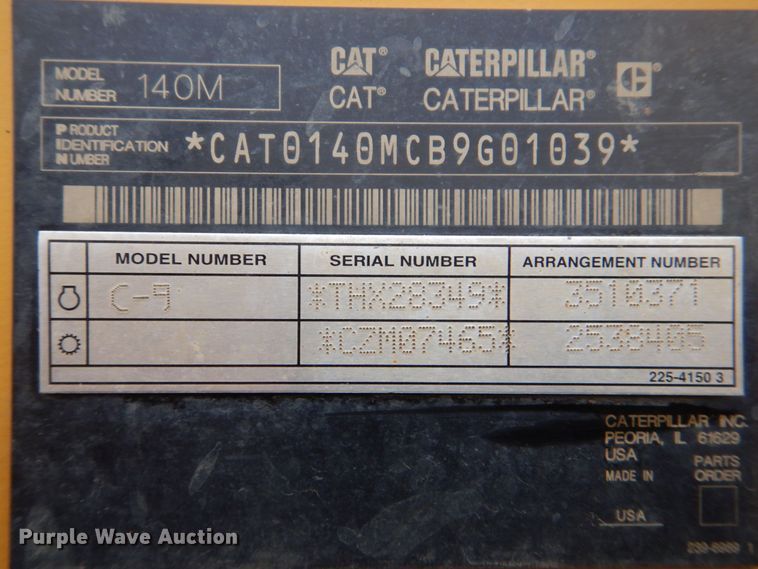 MODEL NUMBER 140M
CAT® CATERPILLAR®
CAT® CATERPILLAR®
PRODUCT IDENTIFICATION NUMBER *CAT0140MCB9G01039*
MODEL NUMBER SERIAL NUMBER ARRANGEMENT NUMBER
C-9 *THX28349* 3510371
*CZM07465* 2538405
225-4150 3
CATERPILLAR INC.
PEORIA, IL 61629
USA
MADE IN
USA
PARTS ORDER
Purple Wave Auction